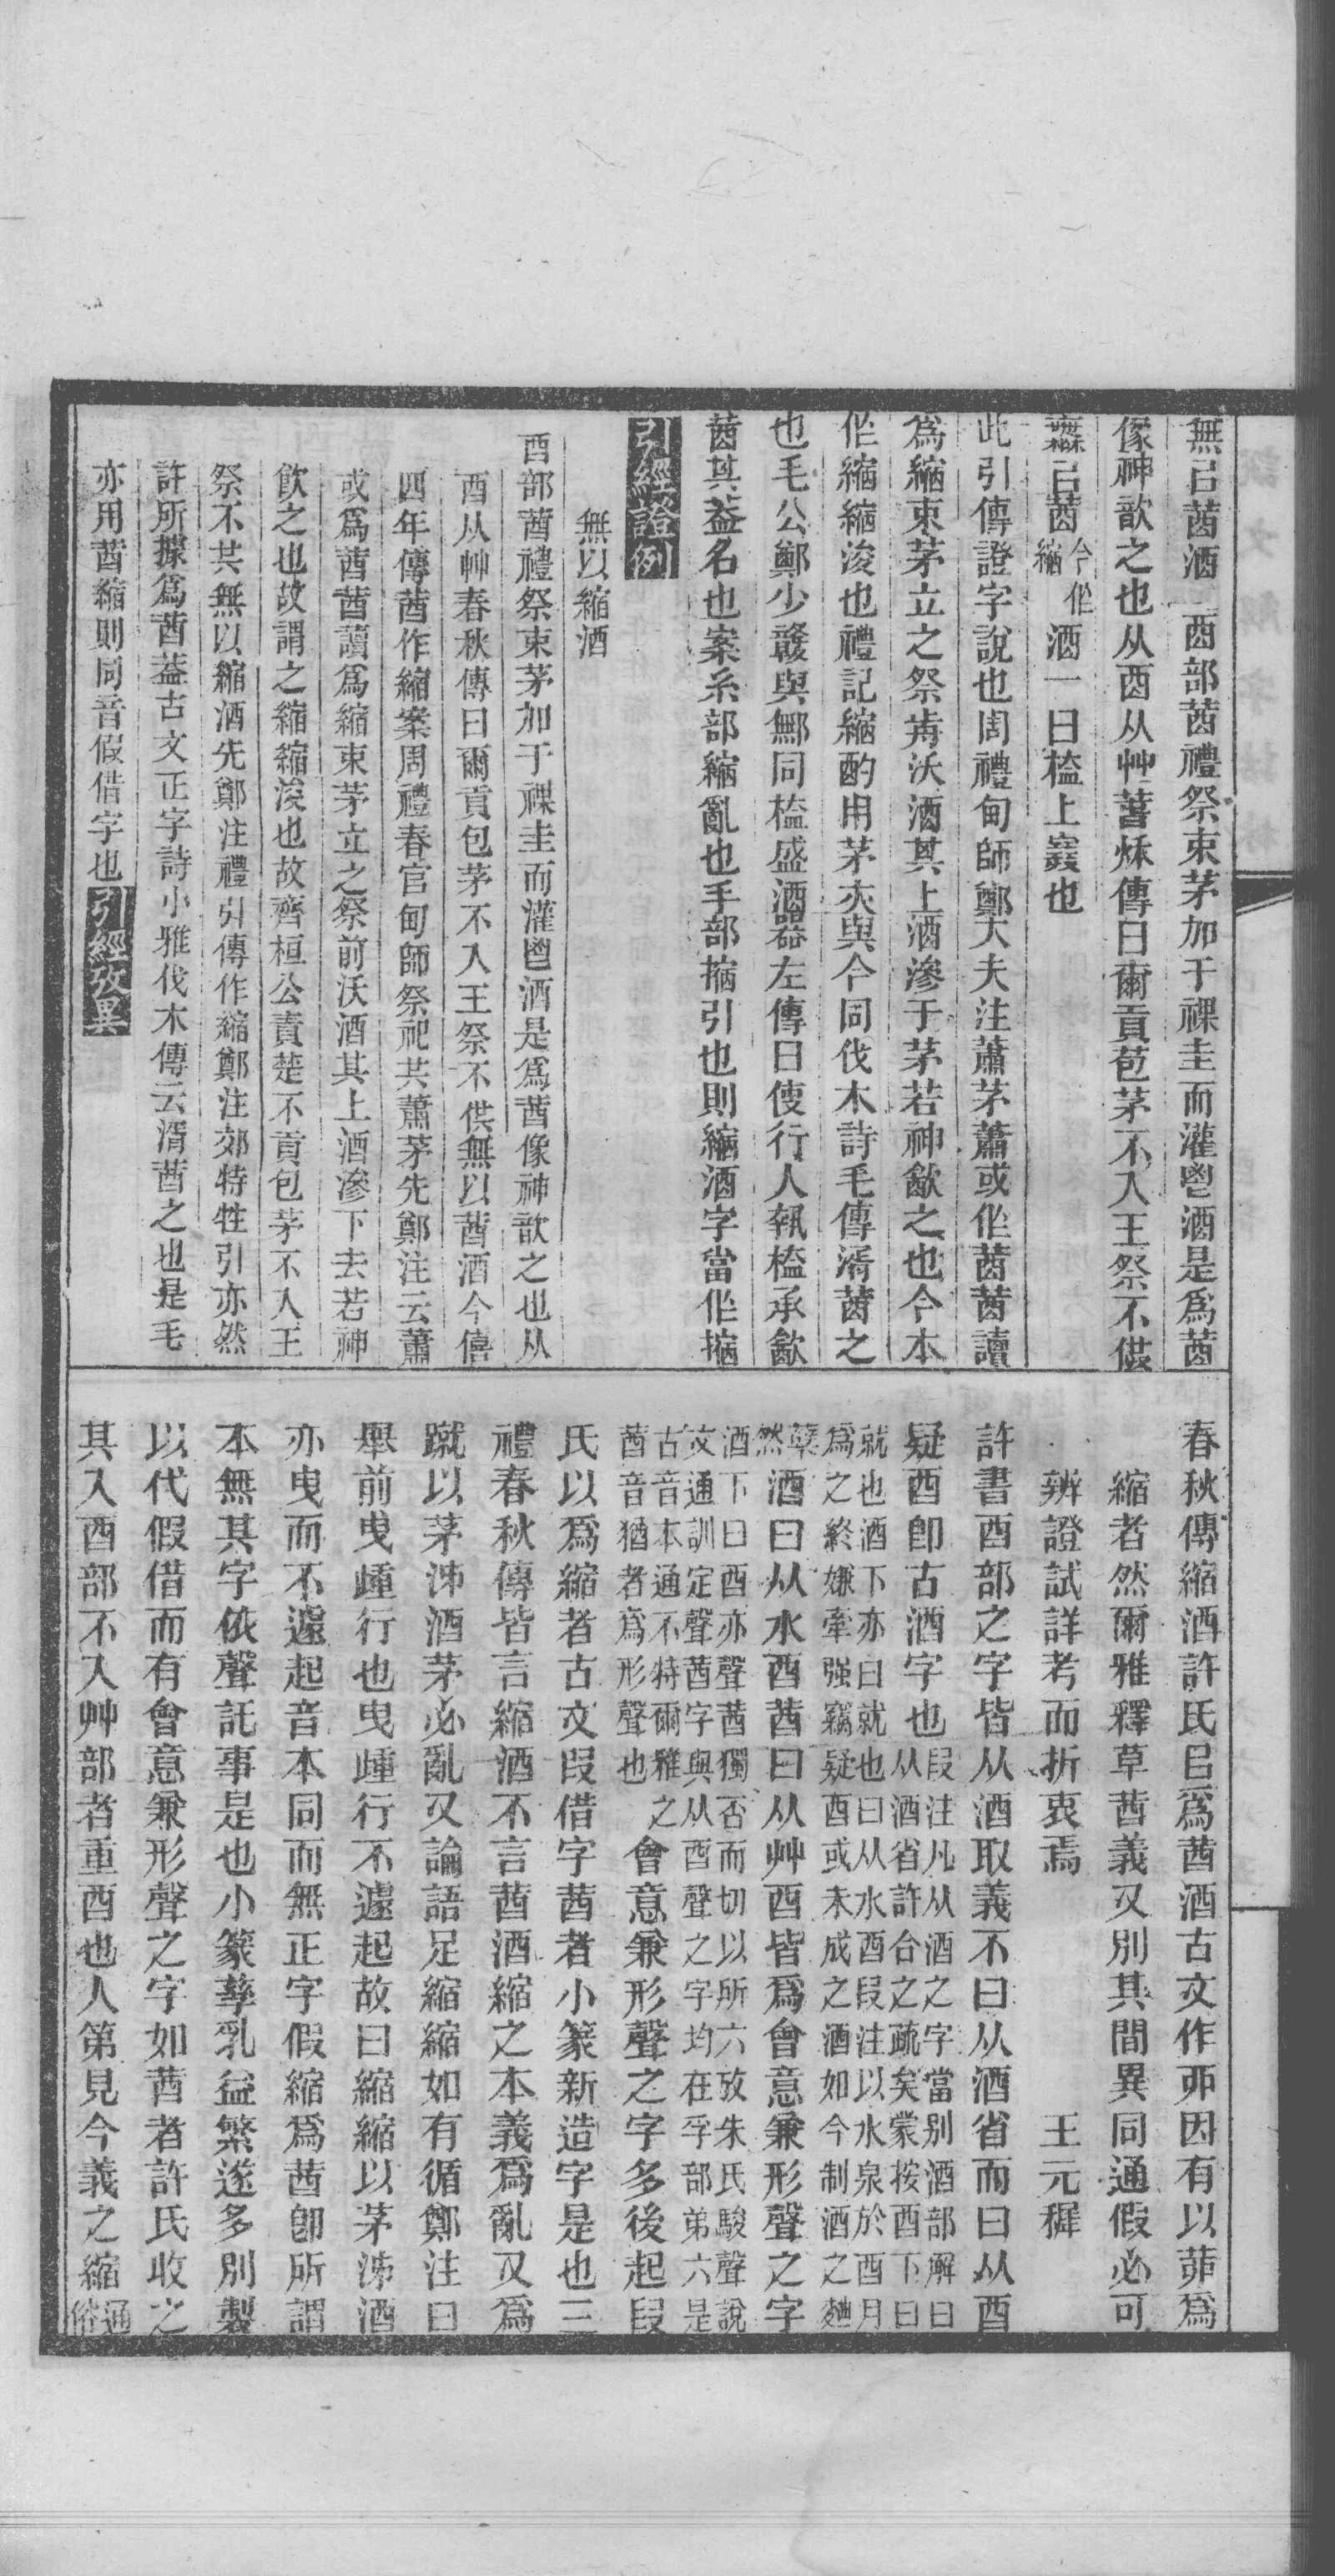 無㠯莤酒 酉部莤禮祭束茅加于祼圭而灌鬯酒是爲莤
像神歆之也从酉从艸萅秌傳曰爾貢苞茅不入王祭不供
無㠯莤今作縮酒一曰榼上塞也
此引傳證字說也周禮甸師鄭大夫注蕭茅蕭或作莤莤讀
爲縮束茅立之祭歬沃酒其上酒滲于茅若神歠之也今本
作縮縮浚也禮記縮酌用茅夾與今同伐木詩毛傳湑莤之
也毛公鄭少贛與鄦同榼盛酒器左傳曰使行人執榼承歠
莤其葢名也案糸部縮亂也手部摍引也則縮酒字當作摍
引經證例
無以縮酒
酉部莤禮祭束茅加于祼圭而灌鬯酒是爲莤像神歆之也从
酉从艸春秋傳曰爾貢包茅不入王祭不供無以莤酒今僖
四年傳莤作縮案周禮春官甸師祭祀共蕭茅先鄭注云蕭
或爲莤莤讀爲縮束茅立之祭前沃酒其上酒滲下去若神
飲之也故謂之縮縮浚也故齊桓公責楚不貢包茅不入王
祭不共無以縮酒先鄭注禮引傳作縮鄭注郊特牲引亦然
許所據爲莤葢古文正字詩小雅伐木傳云湑莤之也是毛
亦用莤縮則同音假借字也引經攷異
春秋傳縮酒許氏㠯爲莤酒古文作丣因有以茆爲
縮者然爾雅釋草莤義又別其間異同通假必可
辨證試詳考而折衷焉 王元穉
許書酉部之字皆从酒取義不曰从酒省而曰从酉
疑酉卽古酒字也段注凡从酒之字當別酒部解曰
从酒省許合之疏矣蒙按酉下曰
就也酒下亦曰就也曰从水酉段注以水泉於酉月
爲之終嫌牽强竊疑酉或未成之酒如今制酒之麯
櫱
然酒曰从水酉莤曰从艸酉皆爲會意兼形聲之字
酒下曰酉亦聲莤獨否而切以所六攷朱氏駿聲說
文通訓定聲莤字與从酉聲之字均在孚部弟六是
古音本通不特爾雅之
莤音猶者爲形聲也會意兼形聲之字多後起段
氏以爲縮者古文叚借字莤者小篆新造字是也三
禮春秋傳皆言縮酒不言莤酒縮之本義爲亂又爲
蹴以茅泲酒茅必亂又論語足縮縮如有循鄭注曰
舉前曳踵行也曳踵行不遽起故曰縮縮以茅泲酒
亦曳而不遽起音本同而無正字假縮爲莤卽所謂
本無其字依聲託事是也小篆孳乳益繁遂多別製
以代假借而有會意兼形聲之字如莤者許氏收之
其入酉部不入艸部者重酉也人第見今義之縮通
俗